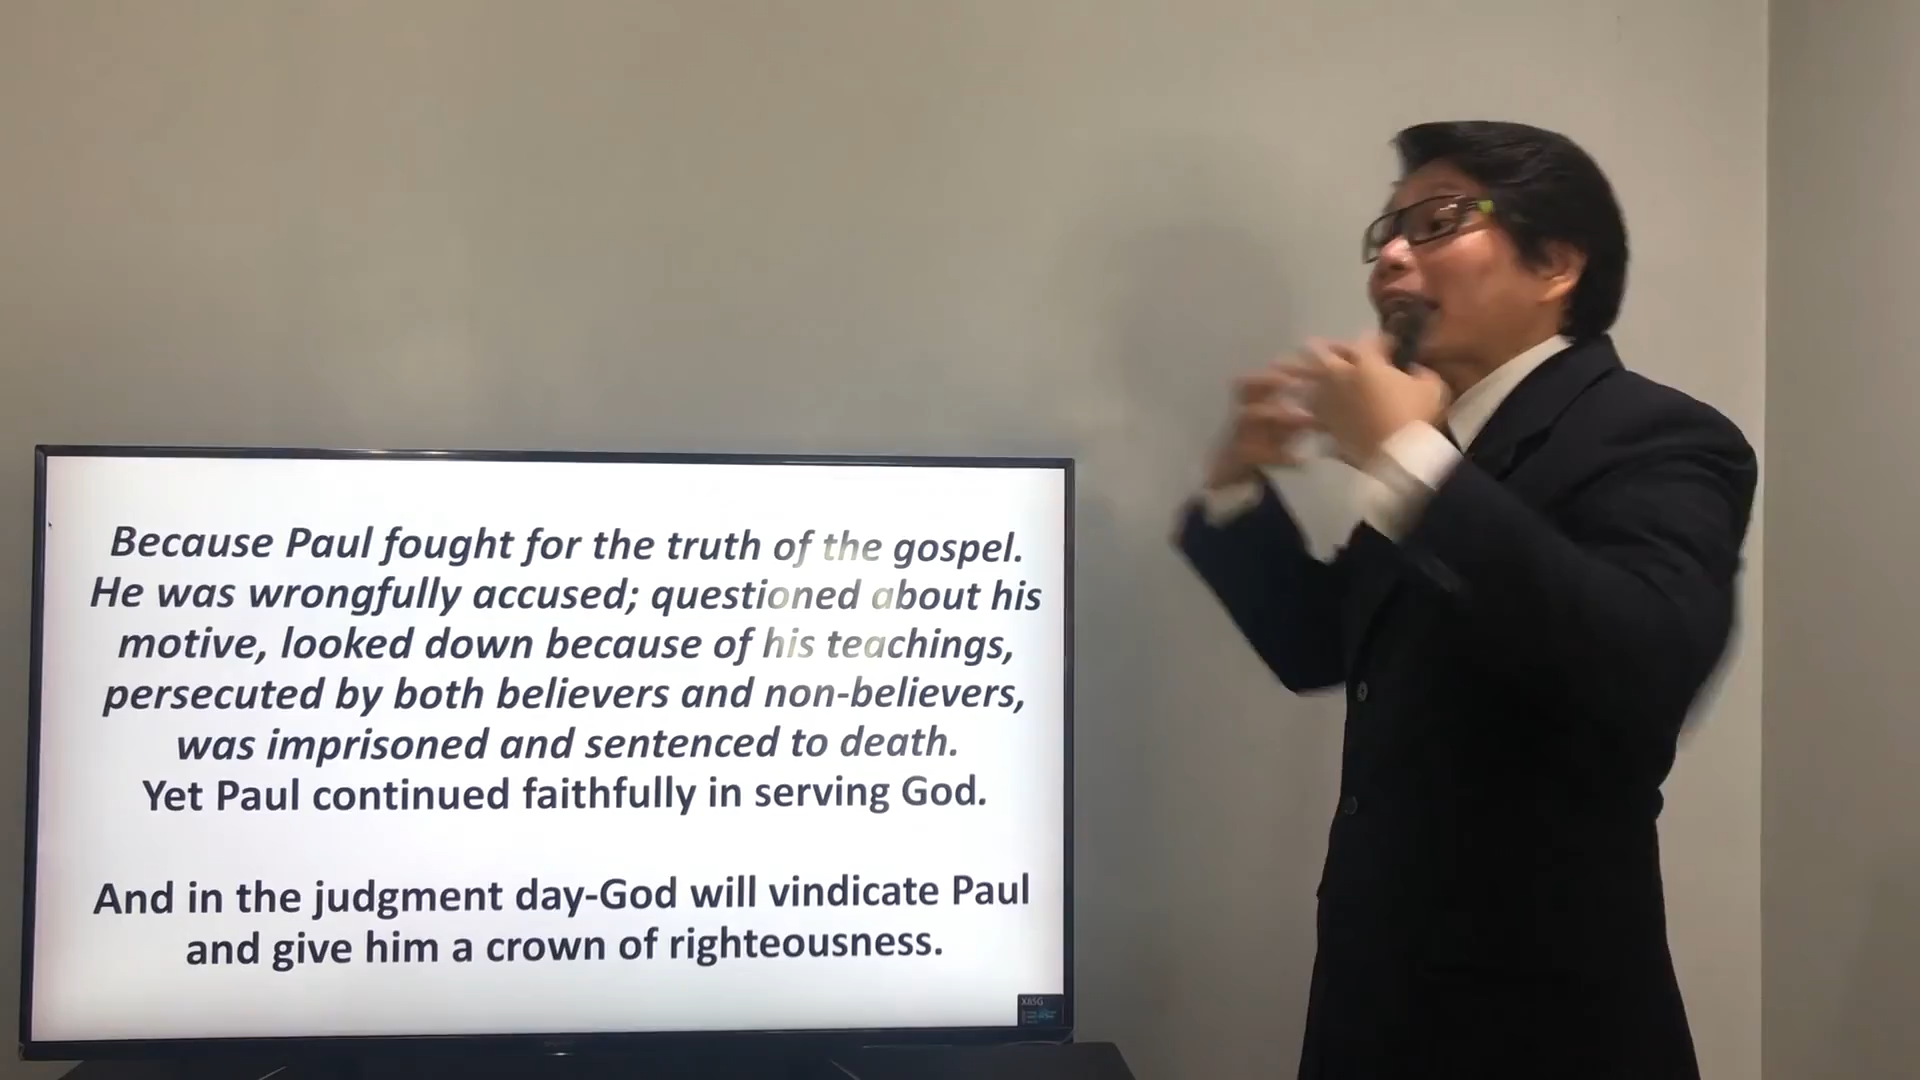 Because Paul fought for the truth of the gospel.
He was wrongfully accused; questioned about his
motive, looked down because of his teachings,
persecuted by both believers and non-believers,
was imprisoned and sentenced to death.
Yet Paul continued faithfully in serving God.
And in the judgment day-God will vindicate Paul
and give him a crown of righteousness.
X85G